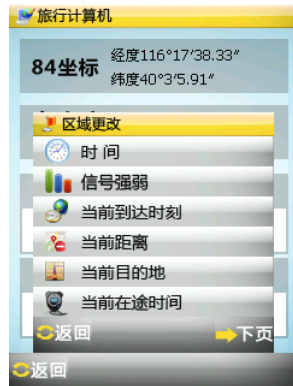 旅行计算机
84坐标
经度116°17'38.33"
纬度40°3'5.91"
区域更改
时间
信号强弱
当前到达时刻
当前距离
当前目的地
当前在途时间
返回
下页
返回